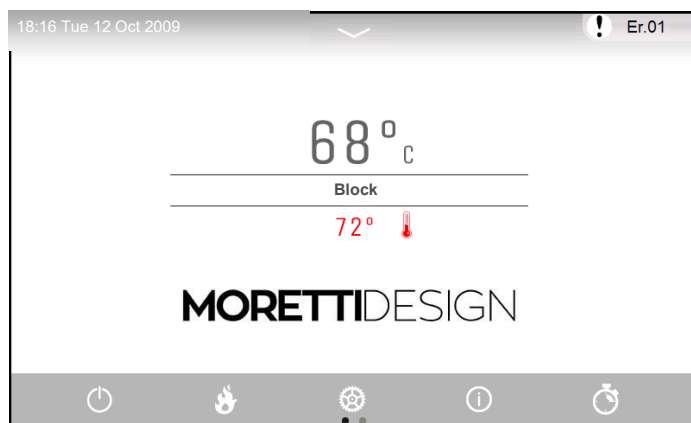 18:16 Tue 12 Oct 2009
! Er.01
68°C
Block
72°
MORETTIDESIGN